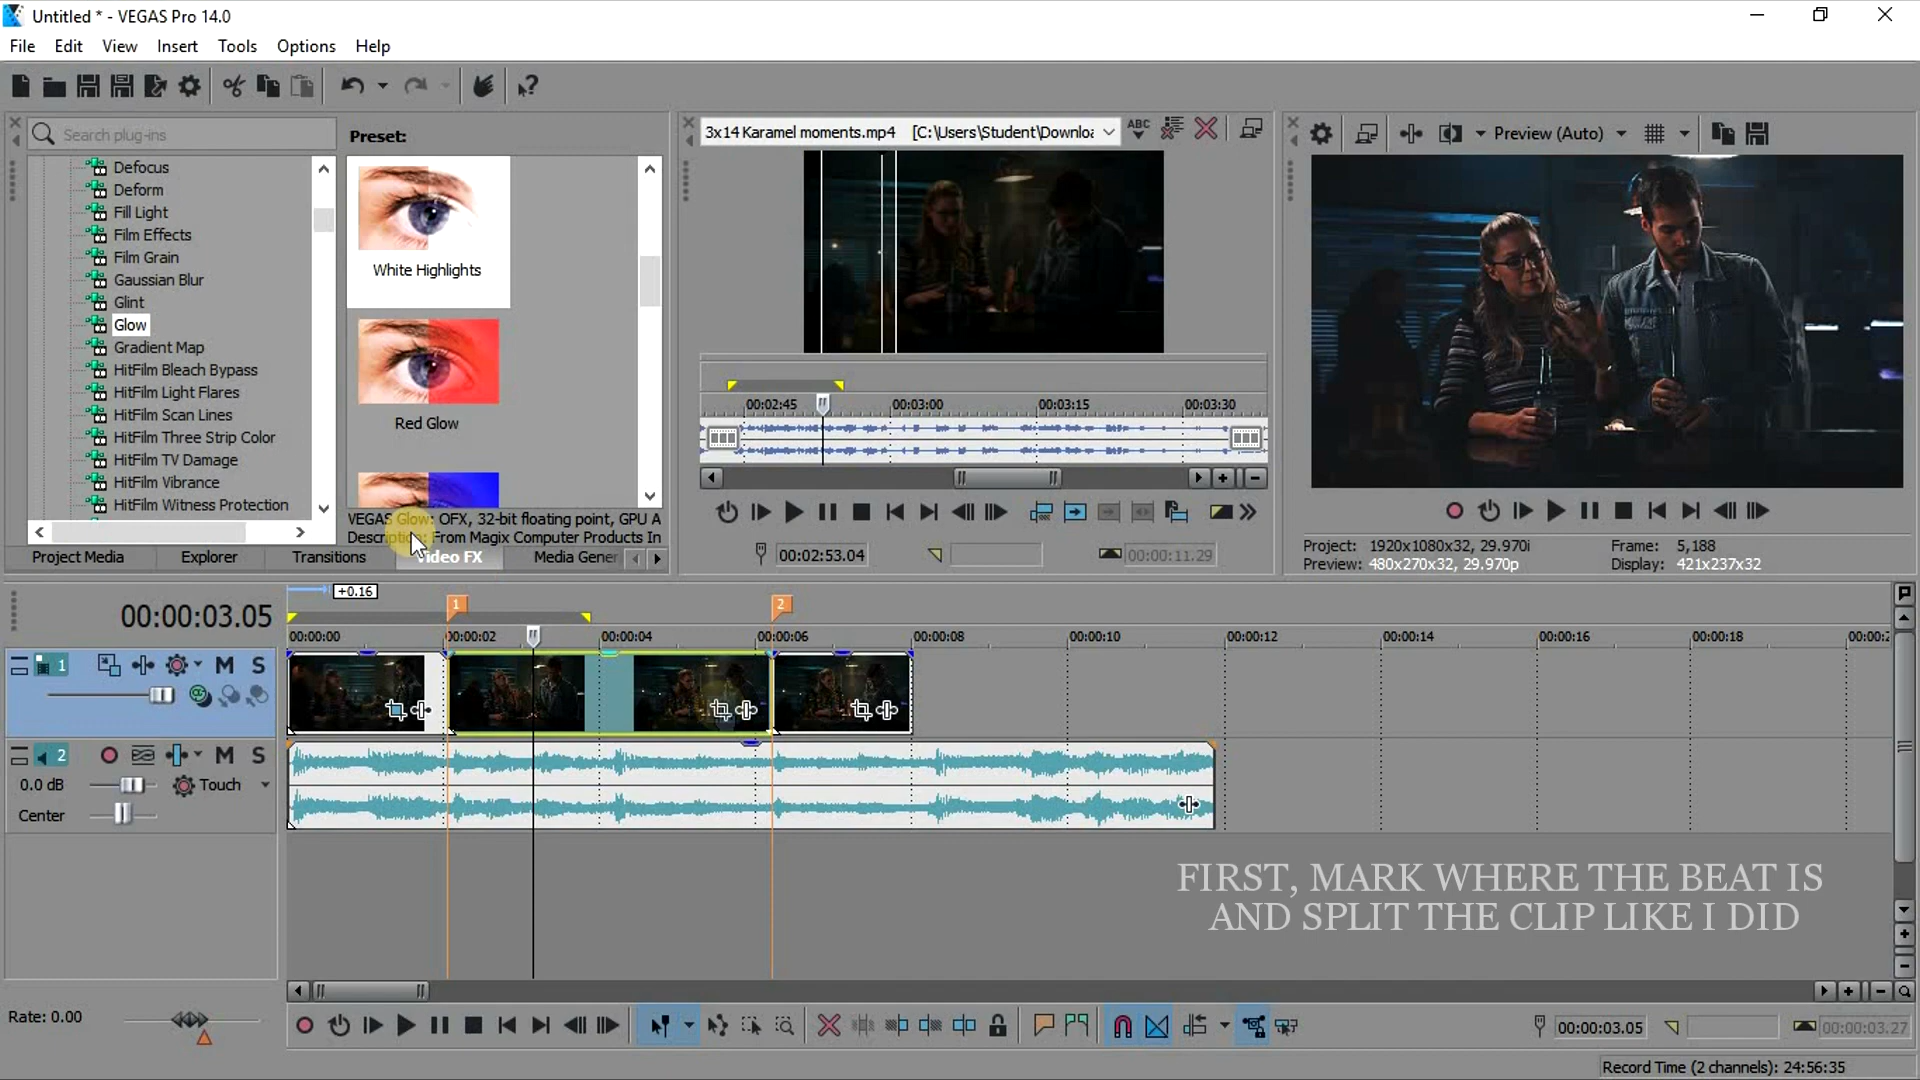 Untitled * - VEGAS Pro 14.0
File Edit View Insert Tools Options Help
Search plug-ins
Defocus
Deform
Fill Light
Film Effects
Film Grain
Gaussian Blur
Glint
Glow
Gradient Map
HitFilm Bleach Bypass
HitFilm Light Flares
HitFilm Scan Lines
HitFilm Three Strip Color
HitFilm TV Damage
HitFilm Vibrance
HitFilm Witness Protection
Preset:
White Highlights
Red Glow
VEGAS Glow: OFX, 32-bit floating point, GPU A
Description: From Magix Computer Products In
Project Media Explorer Transitions Video FX Media Gener
3x14 Karamel moments.mp4 [C:\Users\Student\Downloa
ABC
00:02:45 00:03:00 00:03:15 00:03:30
00:02:53.04 00:00:11.29
Preview (Auto)
Project: 1920x1080x32, 29.970i
Preview: 480x270x32, 29.970p
Frame: 5,188
Display: 421x237x32
00:00:03.05
+0.16
1 2
00:00:00 00:00:02 00:00:04 00:00:06 00:00:08 00:00:10 00:00:12 00:00:14 00:00:16 00:00:18 00:00:2
1 M S
2 M S
0.0 dB Touch
Center
FIRST, MARK WHERE THE BEAT IS
AND SPLIT THE CLIP LIKE I DID
Rate: 0.00
00:00:03.05 00:00:03.27
Record Time (2 channels): 24:56:35